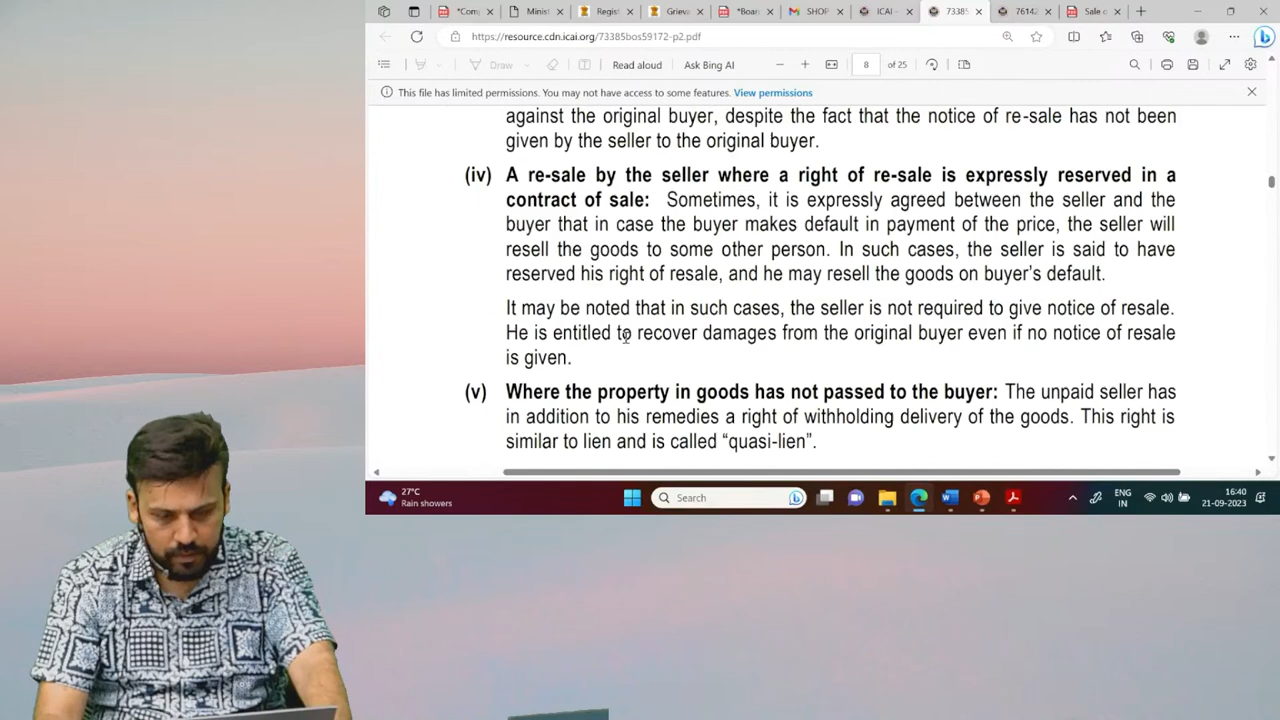 *Com
Minist
Regist
Grieva
*Board
SHOP
ICAI -
73385
76142
Sale o
https://resource.cdn.icai.org/73385bos59172-p2.pdf
Draw
Read aloud
Ask Bing AI
8
of 25
This file has limited permissions. You may not have access to some features. View permissions
against the original buyer, despite the fact that the notice of re-sale has not been
given by the seller to the original buyer.
(iv) A re-sale by the seller where a right of re-sale is expressly reserved in a
contract of sale: Sometimes, it is expressly agreed between the seller and the
buyer that in case the buyer makes default in payment of the price, the seller will
resell the goods to some other person. In such cases, the seller is said to have
reserved his right of resale, and he may resell the goods on buyer's default.
It may be noted that in such cases, the seller is not required to give notice of resale.
He is entitled to recover damages from the original buyer even if no notice of resale
is given.
(v) Where the property in goods has not passed to the buyer: The unpaid seller has
in addition to his remedies a right of withholding delivery of the goods. This right is
similar to lien and is called "quasi-lien".
27°C
Rain showers
Search
ENG
IN
16:40
21-09-2023